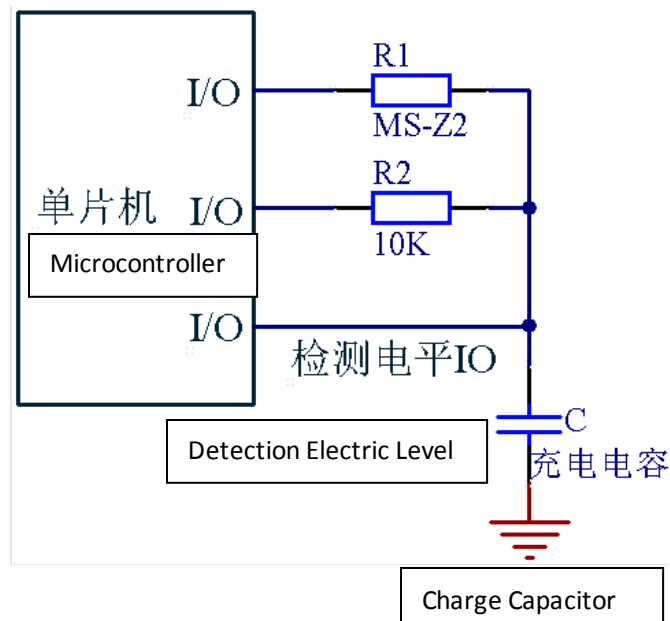 R1
I/O
MS-Z2
R2
单片机
I/O
10K
Microcontroller
I/O
检测电平IO
C
Detection Electric Level
充电电容
Charge Capacitor